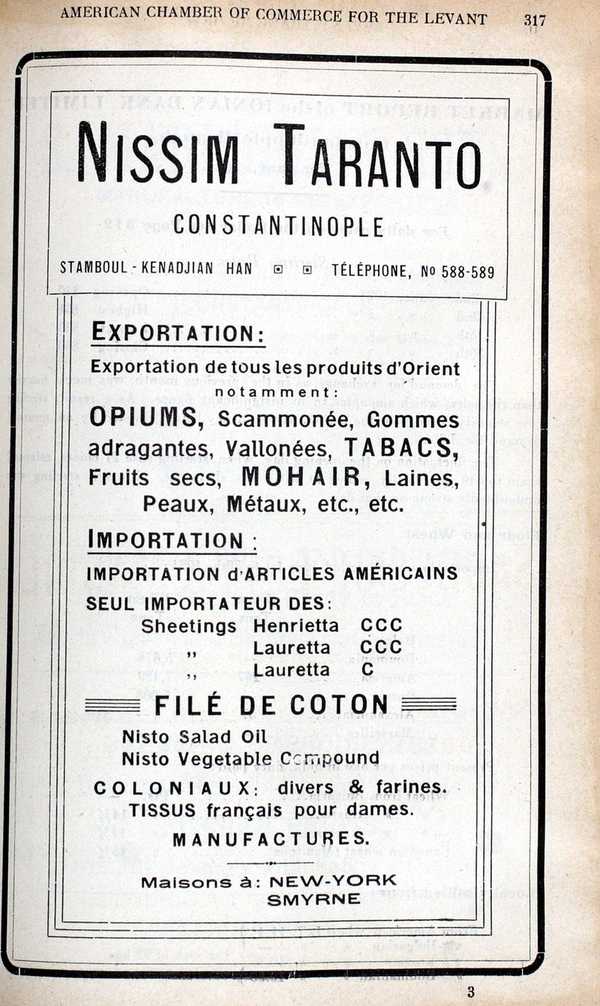 AMERICAN CHAMBER OF COMMERCE FOR THE LEVANT 317
NISSIM TARANTO
CONSTANTINOPLE
STAMBOUL - KENADJIAN HAN TÉLÉPHONE, No 588-589
EXPORTATION:
Exportation de tous les produits d'Orient
notamment:
OPIUMS, Scammonée, Gommes
adragantes, Vallonées, TABACS,
Fruits secs, MOHAIR, Laines,
Peaux, Métaux, etc., etc.
IMPORTATION :
IMPORTATION d'ARTICLES AMÉRICAINS
SEUL IMPORTATEUR DES:
Sheetings Henrietta CCC
,, Lauretta CCC
,, Lauretta C
FILÉ DE COTON
Nisto Salad Oil
Nisto Vegetable Compound
COLONIAUX: divers & farines.
TISSUS français pour dames.
MANUFACTURES.
Maisons à: NEW-YORK
SMYRNE
3